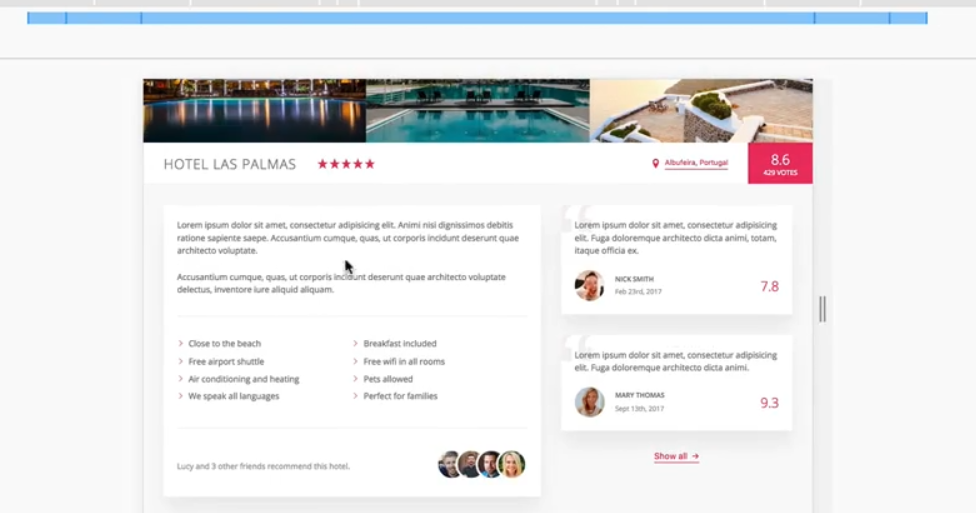 HOTEL LAS PALMAS
Albufeira, Portugal
8.6
429 VOTES
Lorem ipsum dolor sit amet, consectetur adipisicing elit. Animi nisi dignissimos debitis
ratione sapiente saepe. Accusantium cumque, quas, ut corporis incidunt deserunt quae
architecto voluptate.
Accusantium cumque, quas, ut corporis incidunt deserunt quae architecto voluptate
delectus, inventore iure aliquid aliquam.
Close to the beach
Free airport shuttle
Air conditioning and heating
We speak all languages
Breakfast included
Free wifi in all rooms
Pets allowed
Perfect for families
Lucy and 3 other friends recommend this hotel.
Lorem ipsum dolor sit amet, consectetur adipisicing
elit. Fuga doloremque architecto dicta animi, totam,
itaque officia ex.
NICK SMITH
Feb 23rd, 2017
7.8
Lorem ipsum dolor sit amet, consectetur adipisicing
elit. Fuga doloremque architecto dicta animi.
MARY THOMAS
Sept 13th, 2017
9.3
Show all →